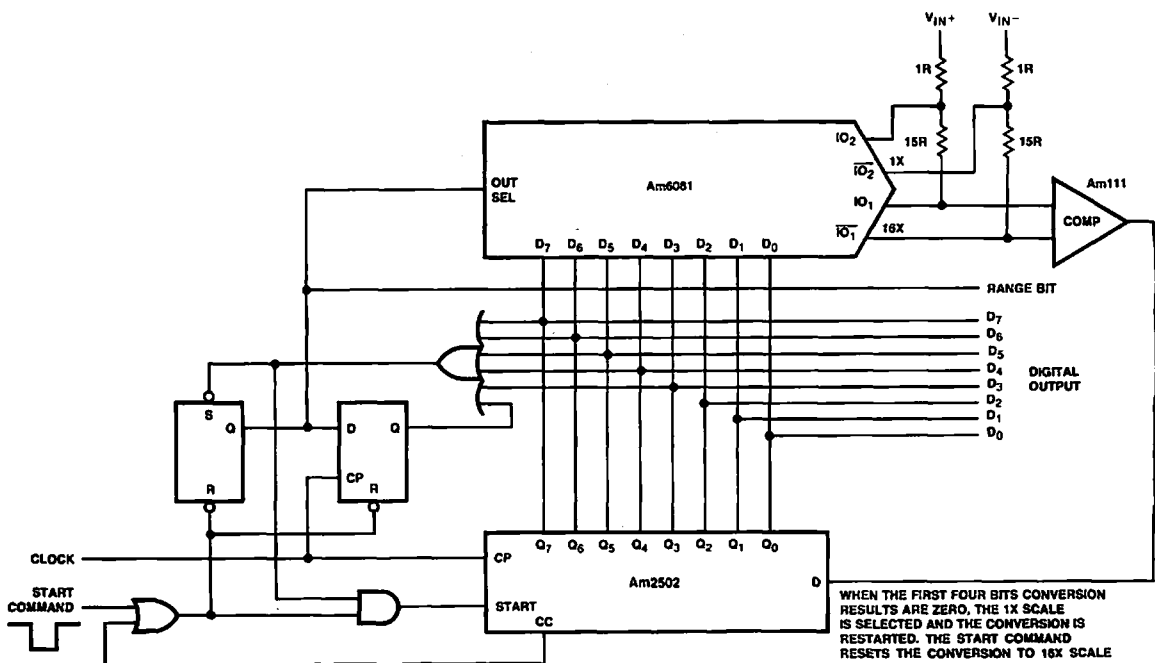 VIN+ VIN−
1R 1R
15R 15R
IO2
1X
IO2
IO1
16X
IO1
OUT
SEL
Am6081
Am111
COMP
D7 D6 D5 D4 D3 D2 D1 D0
RANGE BIT
D7
D6
D5
D4
D3
D2
D1
D0
DIGITAL
OUTPUT
S
Q
R
D
Q
CP
R
CLOCK
START
COMMAND
Q7 Q6 Q5 Q4 Q3 Q2 Q1 Q0
CP
Am2502
D
START
CC
WHEN THE FIRST FOUR BITS CONVERSION
RESULTS ARE ZERO, THE 1X SCALE
IS SELECTED AND THE CONVERSION IS
RESTARTED. THE START COMMAND
RESETS THE CONVERSION TO 16X SCALE